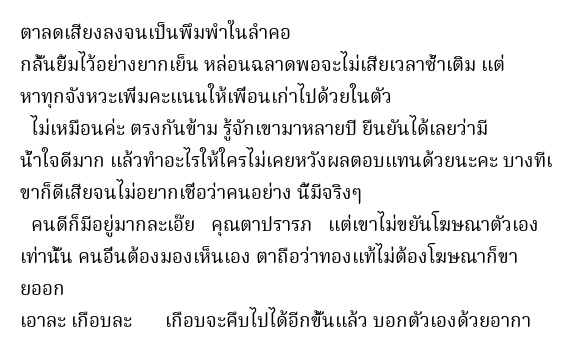 ตาลดเสียงลงจนเป็นพึมพำในลำคอ
กลั้นยิ้มไว้อย่างยากเย็น หล่อนฉลาดพอจะไม่เสียเวลาซ้ำเติม แต่
หาทุกจังหวะเพิ่มคะแนนให้เพื่อนเก่าไปด้วยในตัว
ไม่เหมือนค่ะ ตรงกันข้าม รู้จักเขามาหลายปี ยืนยันได้เลยว่ามี
น้ำใจดีมาก แล้วทำอะไรให้ใครไม่เคยหวังผลตอบแทนด้วยนะคะ บางทีเ
ขาก็ดีเสียจนไม่อยากเชื่อว่าคนอย่าง นี้มีจริงๆ
คนดีก็มีอยู่มากละเอ๊ย คุณตาปรารภ แต่เขาไม่ขยันโฆษณาตัวเอง
เท่านั้น คนอื่นต้องมองเห็นเอง ตาถือว่าทองแท้ไม่ต้องโฆษณาก็ขา
ยออก
เอาละ เกือบละ เกือบจะคืบไปได้อีกขั้นแล้ว บอกตัวเองด้วยอากา